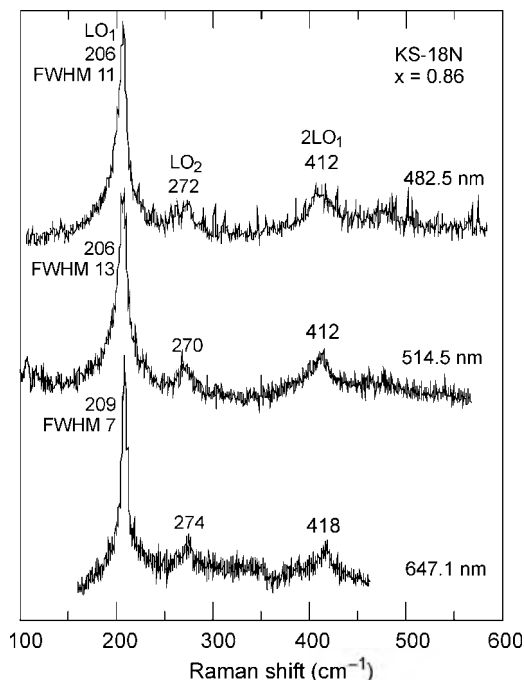 LO₁
206
FWHM 11
KS-18N
x = 0.86
LO₂
272
2LO₁
412
482.5 nm
206
FWHM 13
270
412
514.5 nm
209
FWHM 7
274
418
647.1 nm
100 200 300 400 500 600
Raman shift (cm⁻¹)